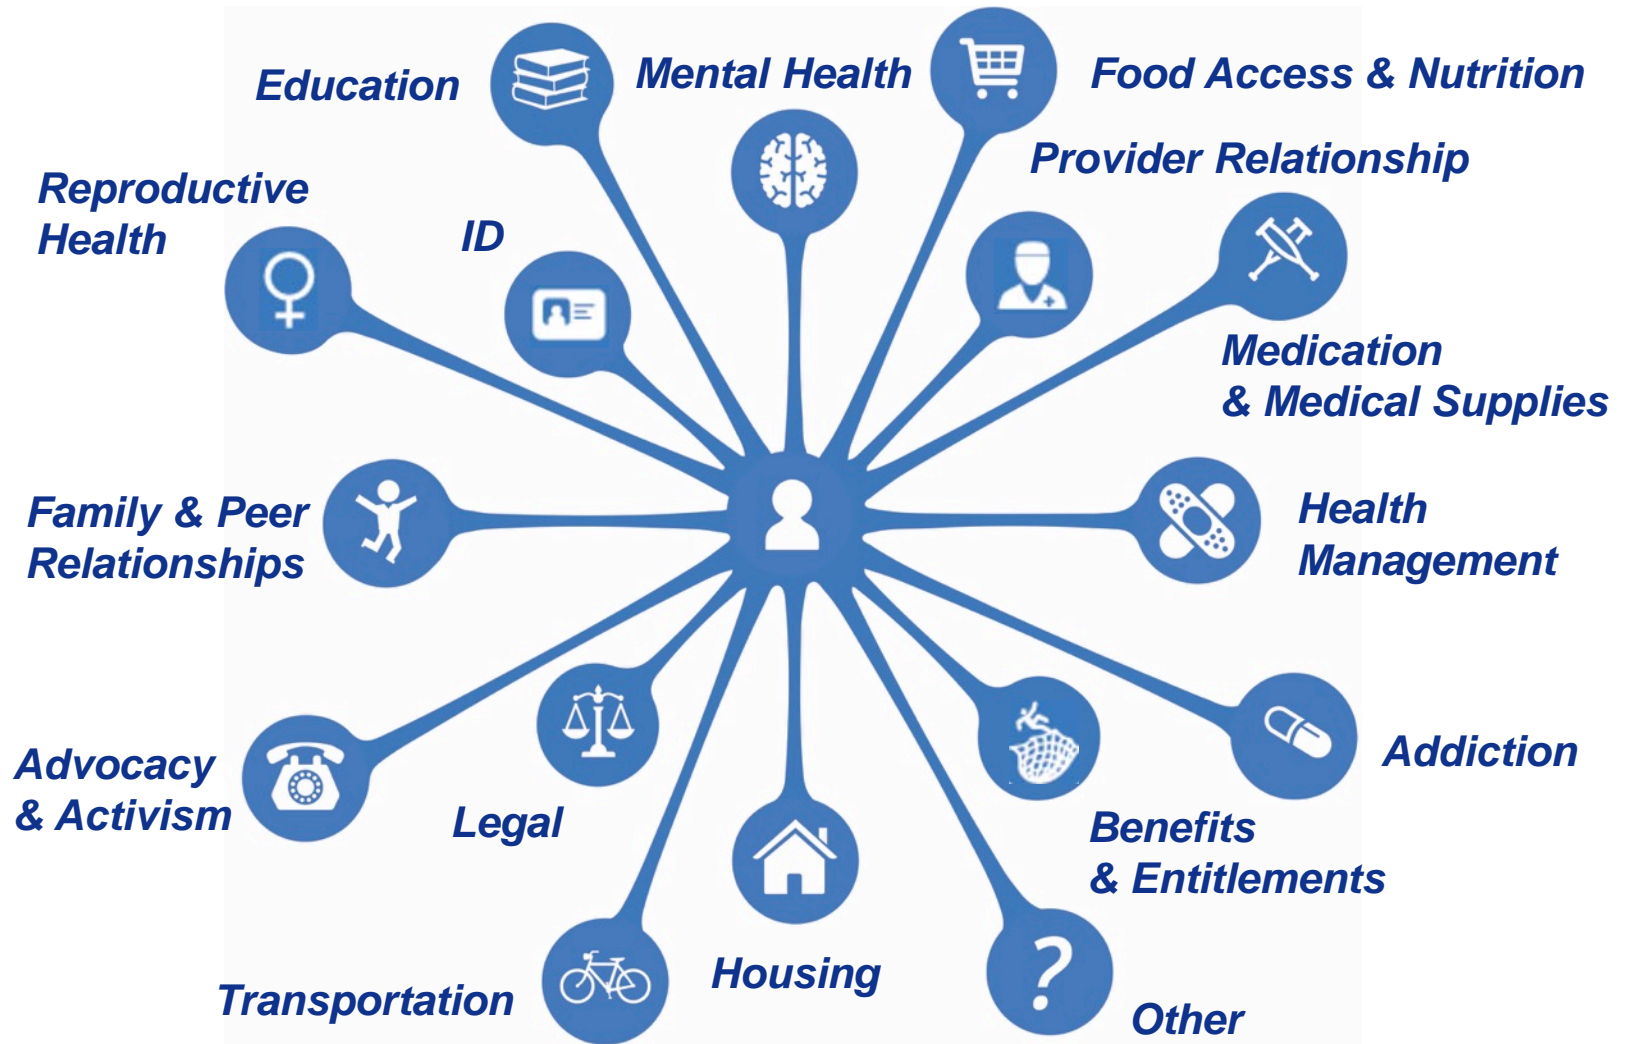 Education
Mental Health
Food Access & Nutrition
Provider Relationship
Reproductive
Health
ID
Medication
& Medical Supplies
Family & Peer
Relationships
Health
Management
Advocacy
& Activism
Legal
Addiction
Benefits
& Entitlements
Transportation
Housing
?
Other